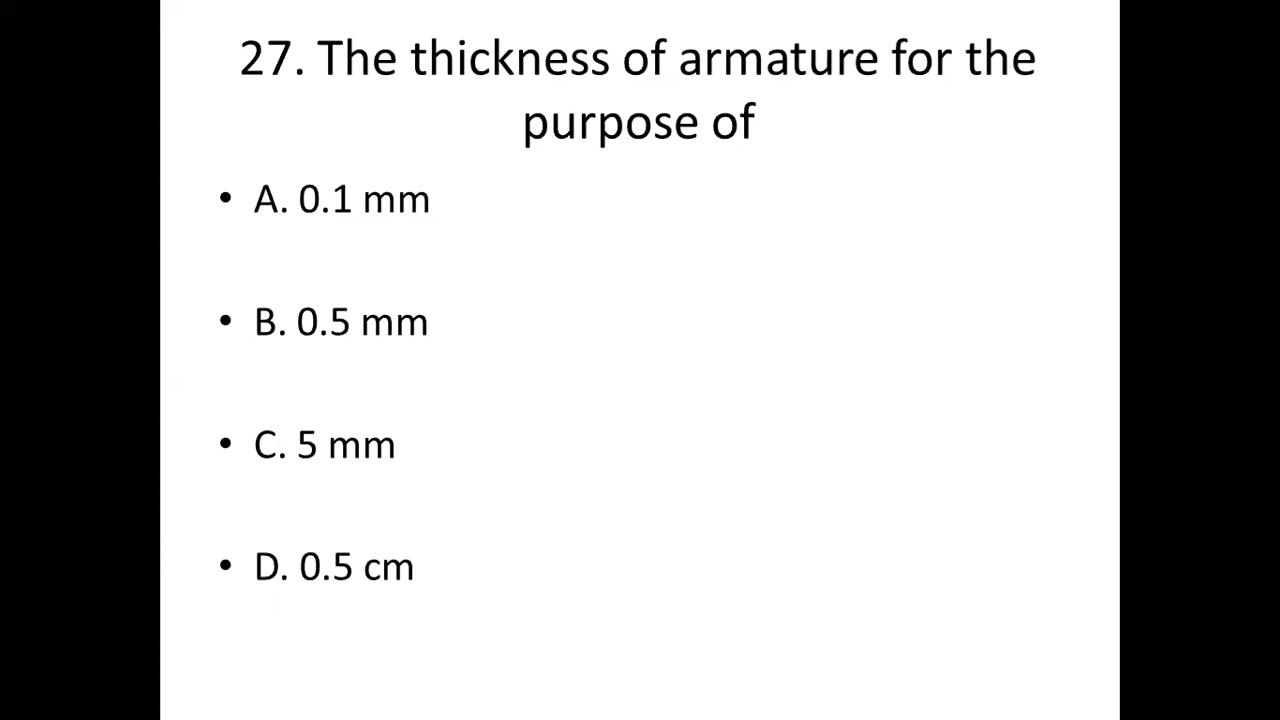 27. The thickness of armature for the
purpose of
• A. 0.1 mm
• B. 0.5 mm
• C. 5 mm
• D. 0.5 cm